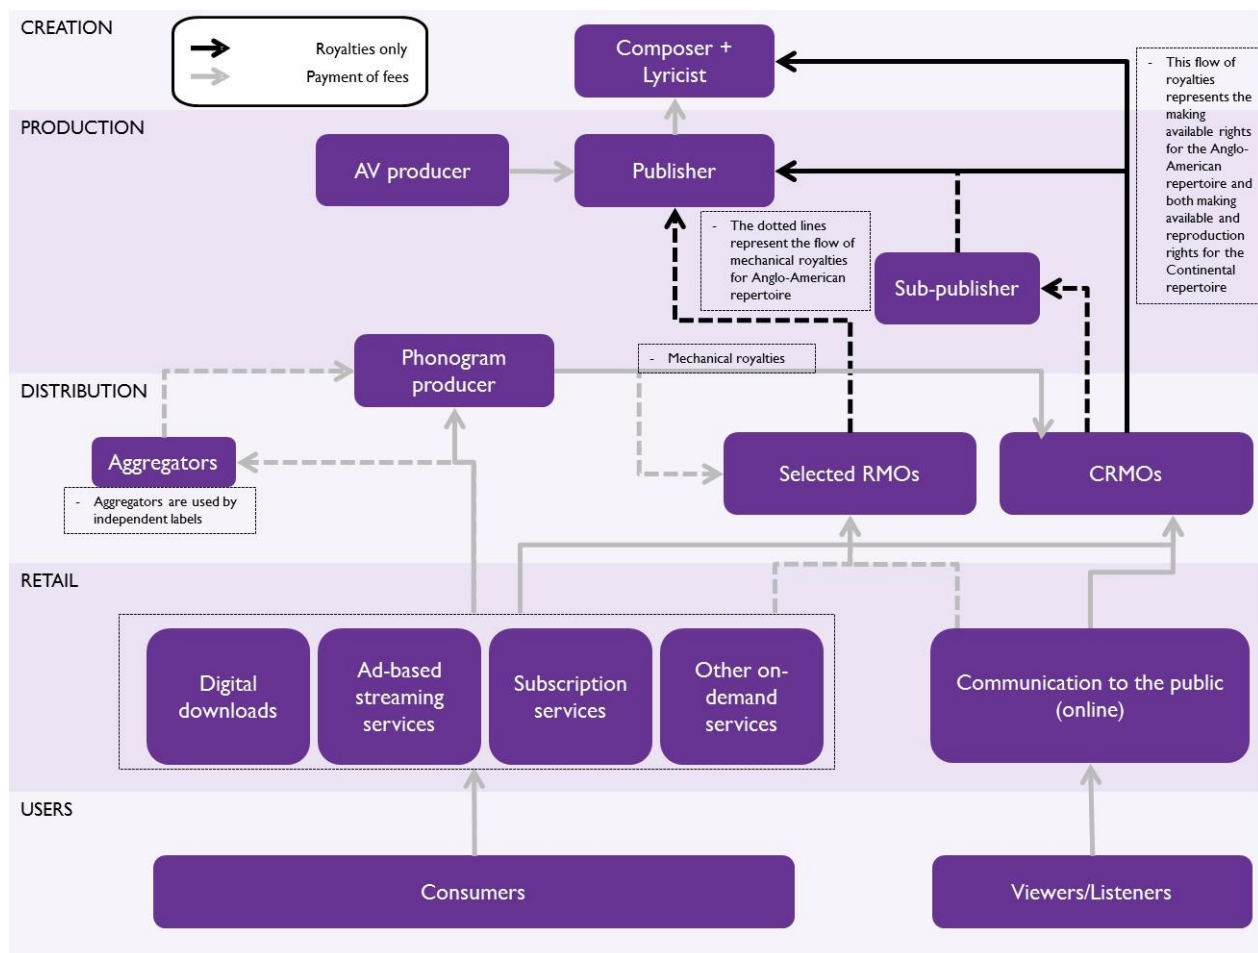 CREATION
Royalties only
Payment of fees
Composer +
Lyricist
- This flow of
royalties
represents the
making
available rights
for the Anglo-
American
repertoire and
both making
available and
reproduction
rights for the
Continental
repertoire
PRODUCTION
AV producer
Publisher
- The dotted lines
represent the flow of
mechanical royalties
for Anglo-American
repertoire
Sub-publisher
Phonogram
producer
- Mechanical royalties
DISTRIBUTION
Aggregators
- Aggregators are used by
independent labels
Selected RMOs
CRMOs
RETAIL
Digital
downloads
Ad-based
streaming
services
Subscription
services
Other on-
demand
services
Communication to the public
(online)
USERS
Consumers
Viewers/Listeners